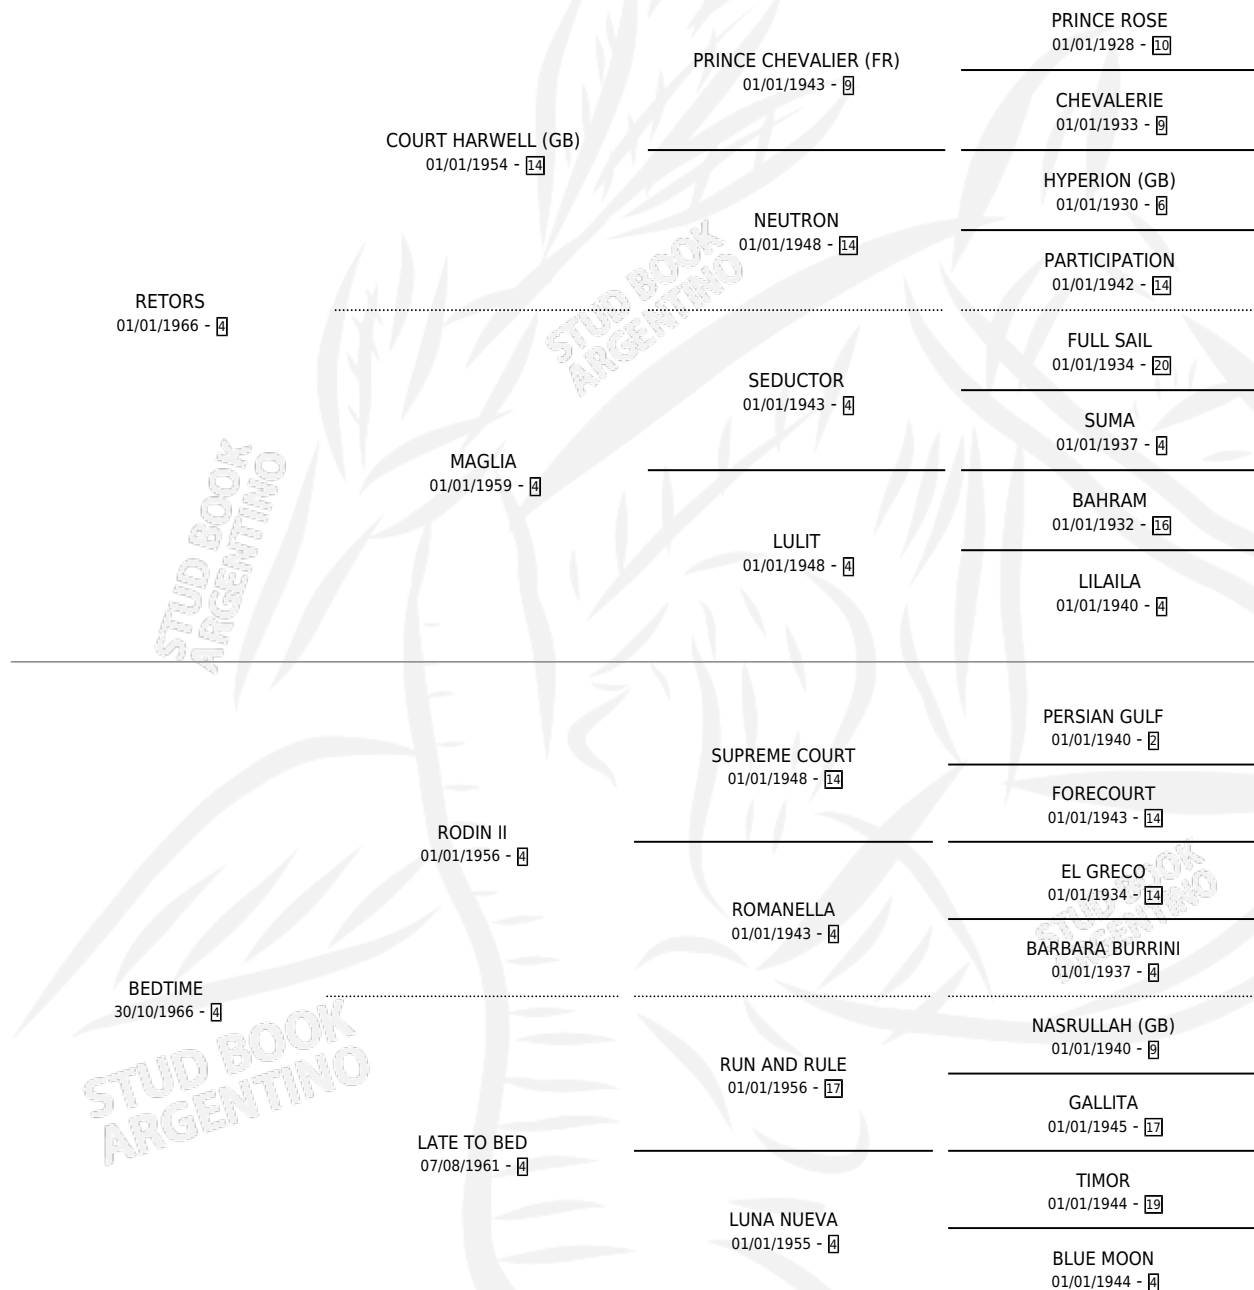 PRINCE ROSE
01/01/1928 - 10
PRINCE CHEVALIER (FR)
01/01/1943 - 9
CHEVALERIE
01/01/1933 - 9
COURT HARWELL (GB)
01/01/1954 - 14
HYPERION (GB)
01/01/1930 - 6
NEUTRON
01/01/1948 - 14
PARTICIPATION
01/01/1942 - 14
RETORS
01/01/1966 - 4
FULL SAIL
01/01/1934 - 20
SEDUCTOR
01/01/1943 - 4
SUMA
01/01/1937 - 4
MAGLIA
01/01/1959 - 4
BAHRAM
01/01/1932 - 16
LULIT
01/01/1948 - 4
LILAILA
01/01/1940 - 4
PERSIAN GULF
01/01/1940 - 2
SUPREME COURT
01/01/1948 - 14
FORECOURT
01/01/1943 - 14
RODIN II
01/01/1956 - 4
EL GRECO
01/01/1934 - 14
ROMANELLA
01/01/1943 - 4
BARBARA BURRINI
01/01/1937 - 4
BEDTIME
30/10/1966 - 4
NASRULLAH (GB)
01/01/1940 - 9
RUN AND RULE
01/01/1956 - 17
GALLITA
01/01/1945 - 17
LATE TO BED
07/08/1961 - 4
TIMOR
01/01/1944 - 19
LUNA NUEVA
01/01/1955 - 4
BLUE MOON
01/01/1944 - 4
STUD BOOK
ARGENTINO
STUD BOOK
ARGENTINO
STUD BOOK
ARGENTINO
STUD BOOK
ARGENTINO